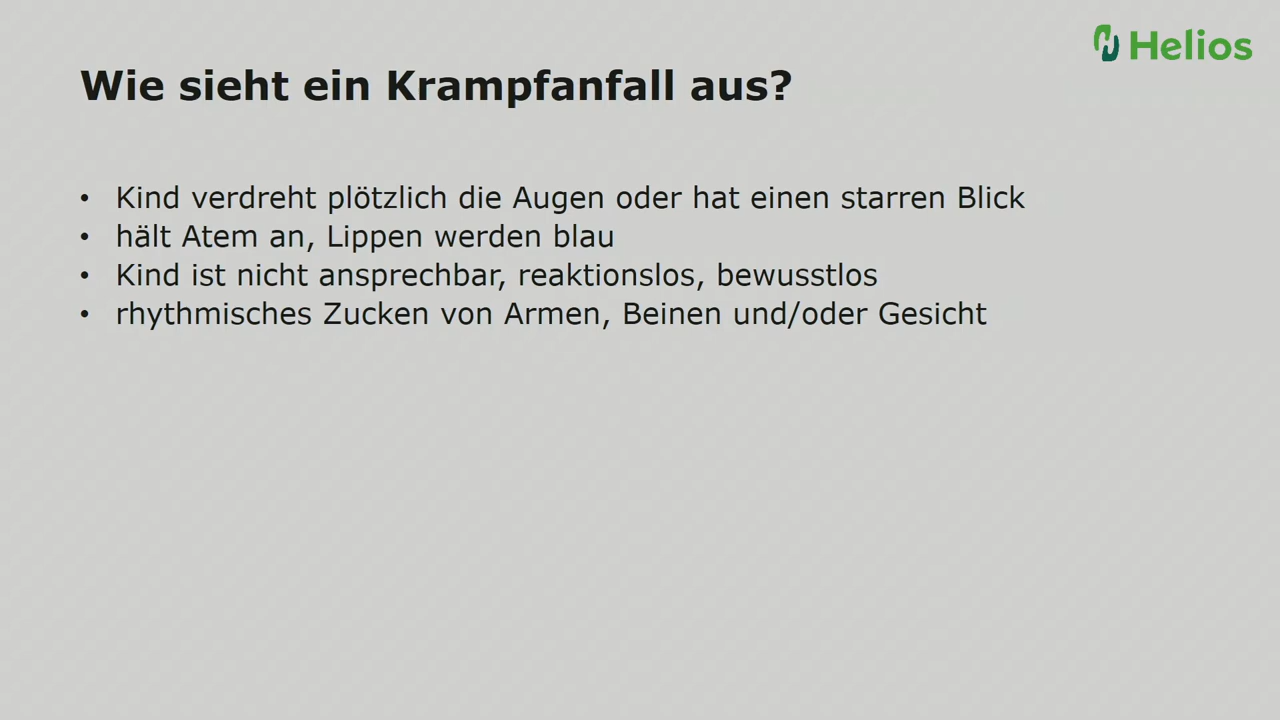 Helios
Wie sieht ein Krampfanfall aus?
• Kind verdreht plötzlich die Augen oder hat einen starren Blick
• hält Atem an, Lippen werden blau
• Kind ist nicht ansprechbar, reaktionslos, bewusstlos
• rhythmisches Zucken von Armen, Beinen und/oder Gesicht